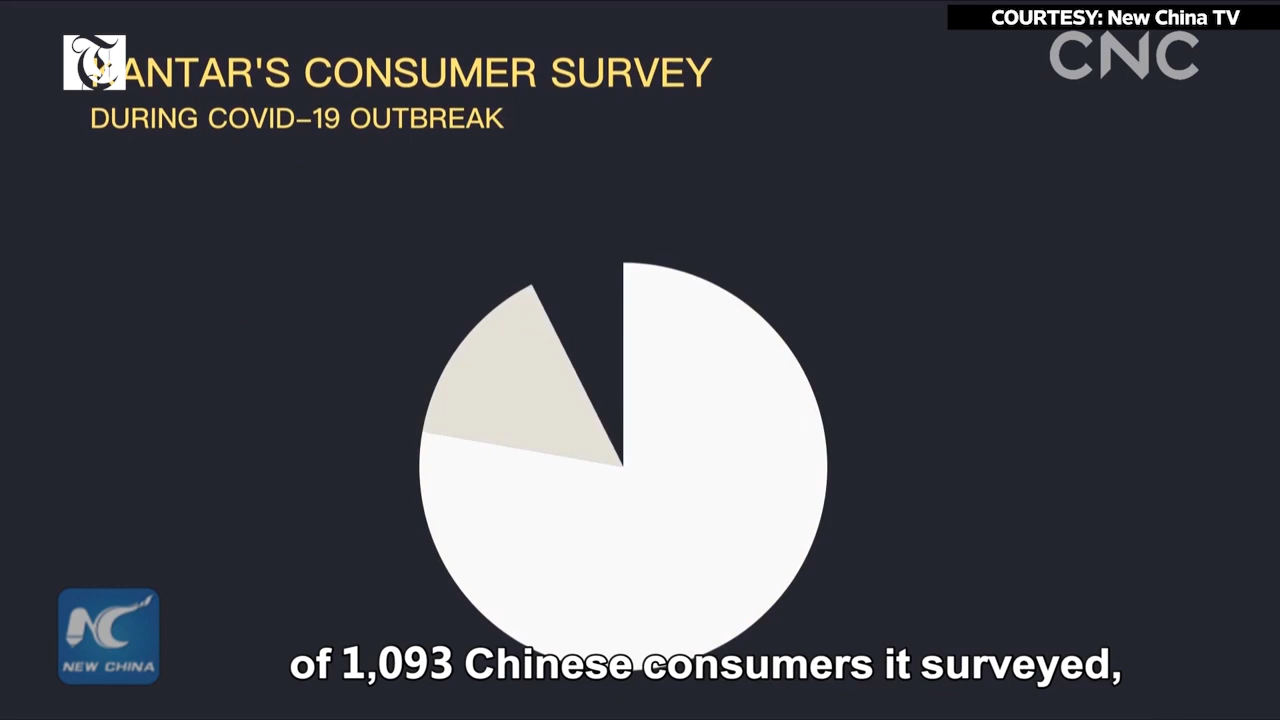 COURTESY: New China TV
CNC
T
ANTAR'S CONSUMER SURVEY
DURING COVID–19 OUTBREAK
NC
NEW CHINA
of 1,093 Chinese consumers it surveyed,